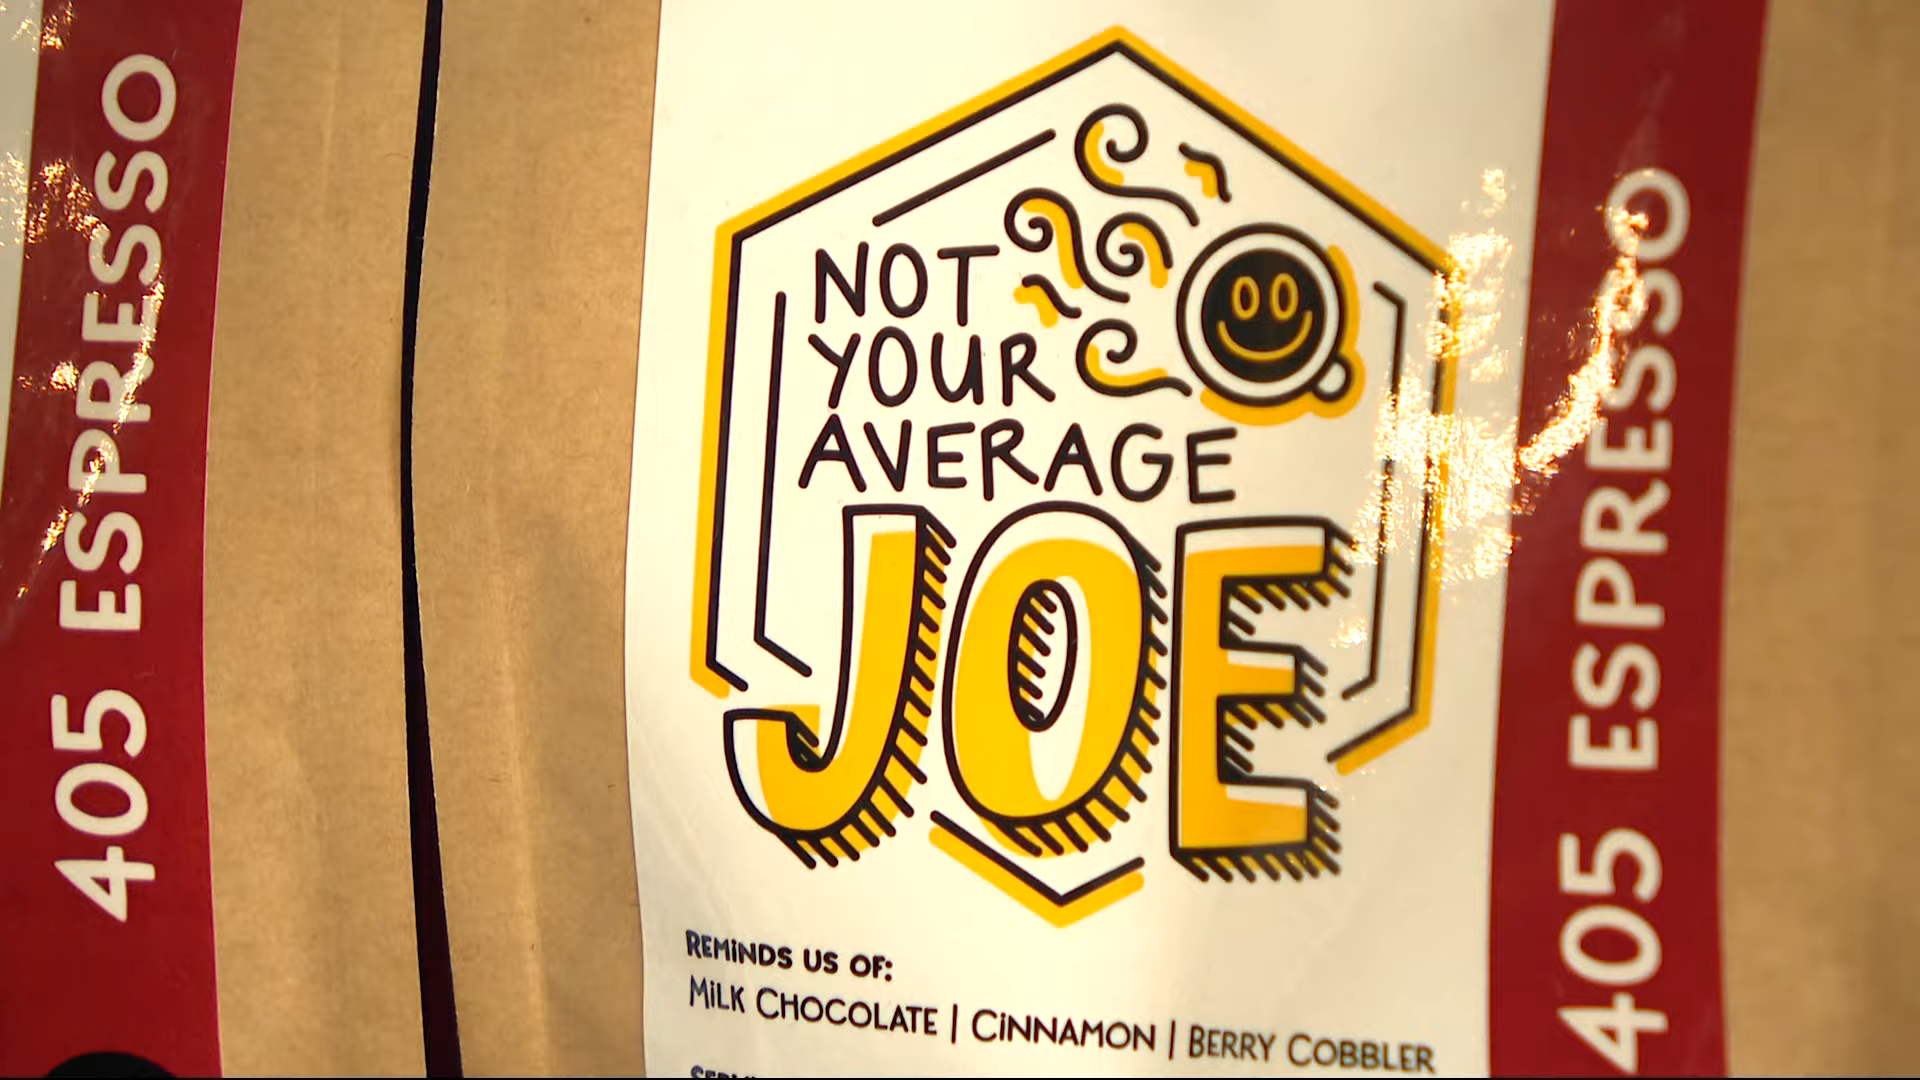 405 ESPRESSO
NOT
YOUR
AVERAGE
JOE
REMINDS US OF:
MILK CHOCOLATE | CINNAMON | BERRY COBBLER
405 ESPRESSO